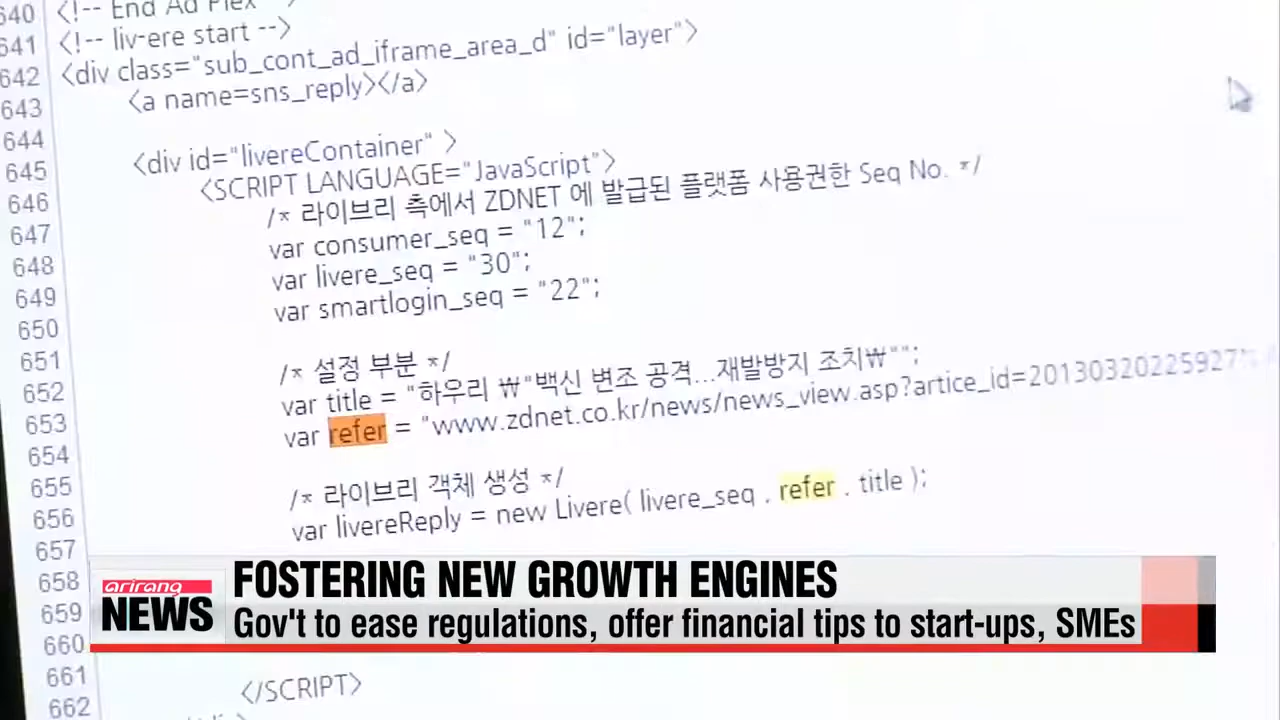 640 <!-- End Ad Plex
641 <!-- liv-ere start -->
642 <div class="sub_cont_ad_iframe_area_d" id="layer">
643 <a name=sns_reply></a>
644
645 <div id="livereContainer" >
646 <SCRIPT LANGUAGE="JavaScript">
647 /* 라이브리 측에서 ZDNET 에 발급된 플랫폼 사용권한 Seq No. */
648 var consumer_seq = "12";
649 var livere_seq = "30";
650 var smartlogin_seq = "22";
651
652 /* 설정 부분 */
653 var title = "하우리 ₩"백신 변조 공격...재발방지 조치₩"";
654 var refer = "www.zdnet.co.kr/news/news_view.asp?artice_id=20130320225927
655
656 /* 라이브리 객체 생성 */
657 var livereReply = new Livere( livere_seq , refer , title );
658
659
660
661
662 </SCRIPT>
arirang
NEWS
FOSTERING NEW GROWTH ENGINES
Gov't to ease regulations, offer financial tips to start-ups, SMEs